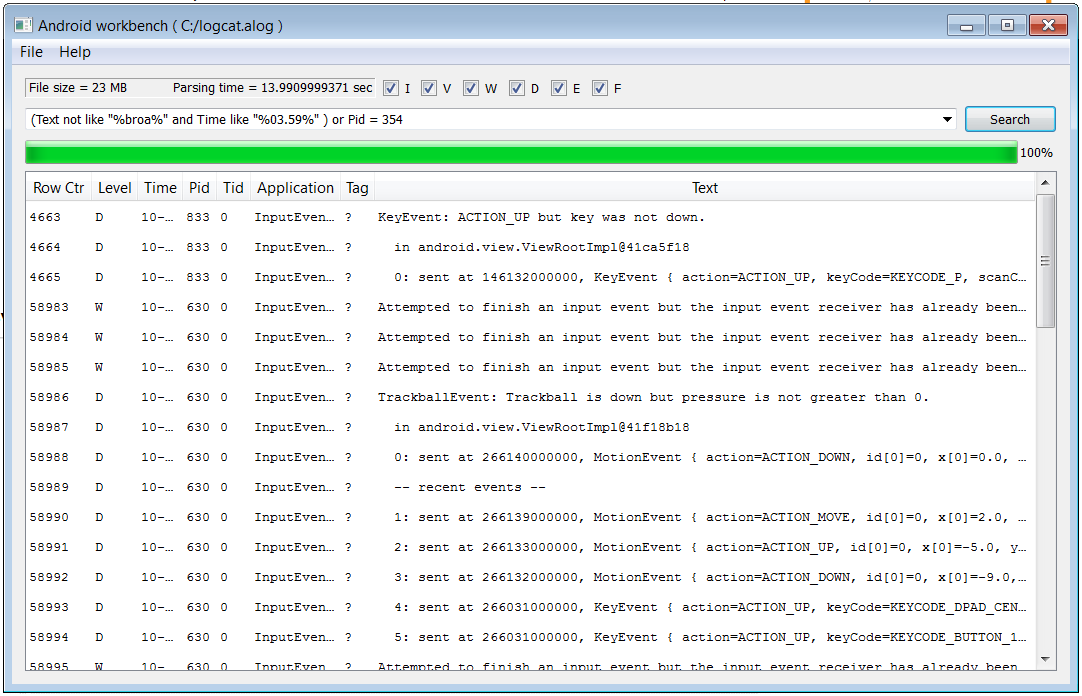 Android workbench ( C:/logcat.alog )
File Help
File size = 23 MB Parsing time = 13.9909999371 sec I V W D E F
(Text not like "%broa%" and Time like "%03.59%" ) or Pid = 354 Search
100%
Row Ctr Level Time Pid Tid Application Tag Text
4663 D 10-... 833 0 InputEven... ? KeyEvent: ACTION_UP but key was not down.
4664 D 10-... 833 0 InputEven... ? in android.view.ViewRootImpl@41ca5f18
4665 D 10-... 833 0 InputEven... ? 0: sent at 146132000000, KeyEvent { action=ACTION_UP, keyCode=KEYCODE_P, scanC...
58983 W 10-... 630 0 InputEven... ? Attempted to finish an input event but the input event receiver has already been...
58984 W 10-... 630 0 InputEven... ? Attempted to finish an input event but the input event receiver has already been...
58985 W 10-... 630 0 InputEven... ? Attempted to finish an input event but the input event receiver has already been...
58986 D 10-... 630 0 InputEven... ? TrackballEvent: Trackball is down but pressure is not greater than 0.
58987 D 10-... 630 0 InputEven... ? in android.view.ViewRootImpl@41f18b18
58988 D 10-... 630 0 InputEven... ? 0: sent at 266140000000, MotionEvent { action=ACTION_DOWN, id[0]=0, x[0]=0.0, ...
58989 D 10-... 630 0 InputEven... ? -- recent events --
58990 D 10-... 630 0 InputEven... ? 1: sent at 266139000000, MotionEvent { action=ACTION_MOVE, id[0]=0, x[0]=2.0, ...
58991 D 10-... 630 0 InputEven... ? 2: sent at 266133000000, MotionEvent { action=ACTION_UP, id[0]=0, x[0]=-5.0, y...
58992 D 10-... 630 0 InputEven... ? 3: sent at 266132000000, MotionEvent { action=ACTION_DOWN, id[0]=0, x[0]=-9.0,...
58993 D 10-... 630 0 InputEven... ? 4: sent at 266031000000, KeyEvent { action=ACTION_UP, keyCode=KEYCODE_DPAD_CEN...
58994 D 10-... 630 0 InputEven... ? 5: sent at 266031000000, KeyEvent { action=ACTION_UP, keyCode=KEYCODE_BUTTON_1...
58995 W 10- 630 0 InputEven ? Attempted to finish an input event but the input event receiver has already been